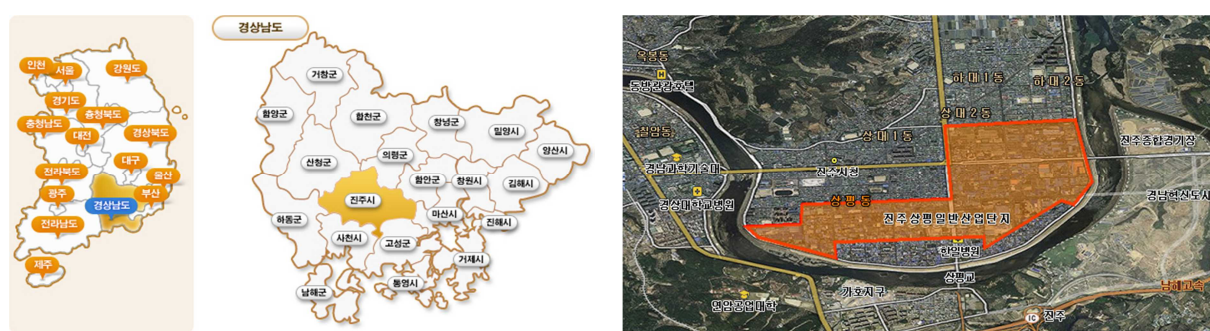 인천
서울
강원도
경기도
충청북도
충청남도
대전
경상북도
대구
전라북도
울산
광주
부산
경상남도
전라남도
제주
경상남도
거창군
함양군
합천군
창녕군
밀양시
양산시
산청군
의령군
함안군
창원시
김해시
진주시
하동군
마산시
진해시
사천시
고성군
거제시
통영시
남해군
옥봉동
동방관광호텔
칠암동
경남과학기술대
경상대학교병원
하대1동
하대2동
상대2동
상대1동
진주시청
상평동
진주종합경기장
경남혁신도시
진주상평일반산업단지
한일병원
상평교
가호지구
연암공업대학
남해고속
IC 진주